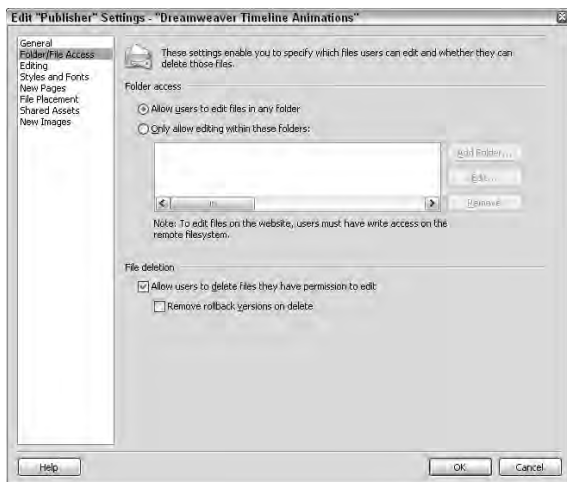 Edit "Publisher" Settings - "Dreamweaver Timeline Animations"
General
Folder/File Access
Editing
Styles and Fonts
New Pages
File Placement
Shared Assets
New Images
These settings enable you to specify which files users can edit and whether they can
delete those files.
Folder access
Allow users to edit files in any folder
Only allow editing within these folders:
Add Folder...
Edit...
Remove
Note: To edit files on the website, users must have write access on the
remote filesystem.
File deletion
Allow users to delete files they have permission to edit
Remove rollback versions on delete
Help
OK
Cancel